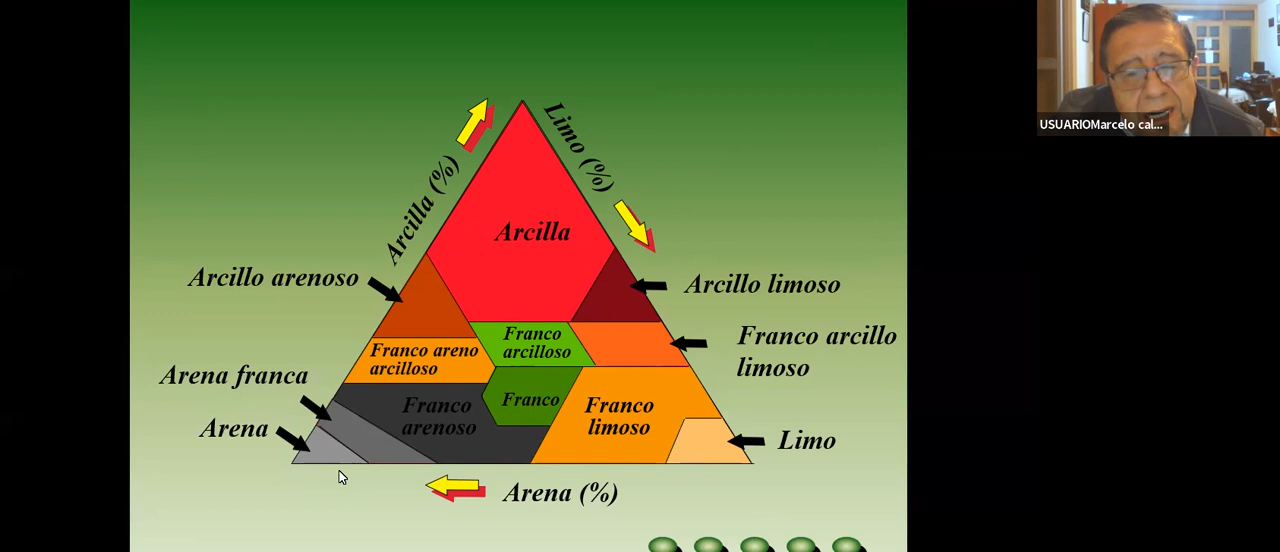 USUARIOMarcelo cal...
Limo (%)
Arcilla (%)
Arcilla
Arcillo arenoso
Arcillo limoso
Franco
arcilloso
Franco arcillo
limoso
Franco areno
arcilloso
Arena franca
Franco
arenoso
Franco
Franco
limoso
Arena
Limo
Arena (%)